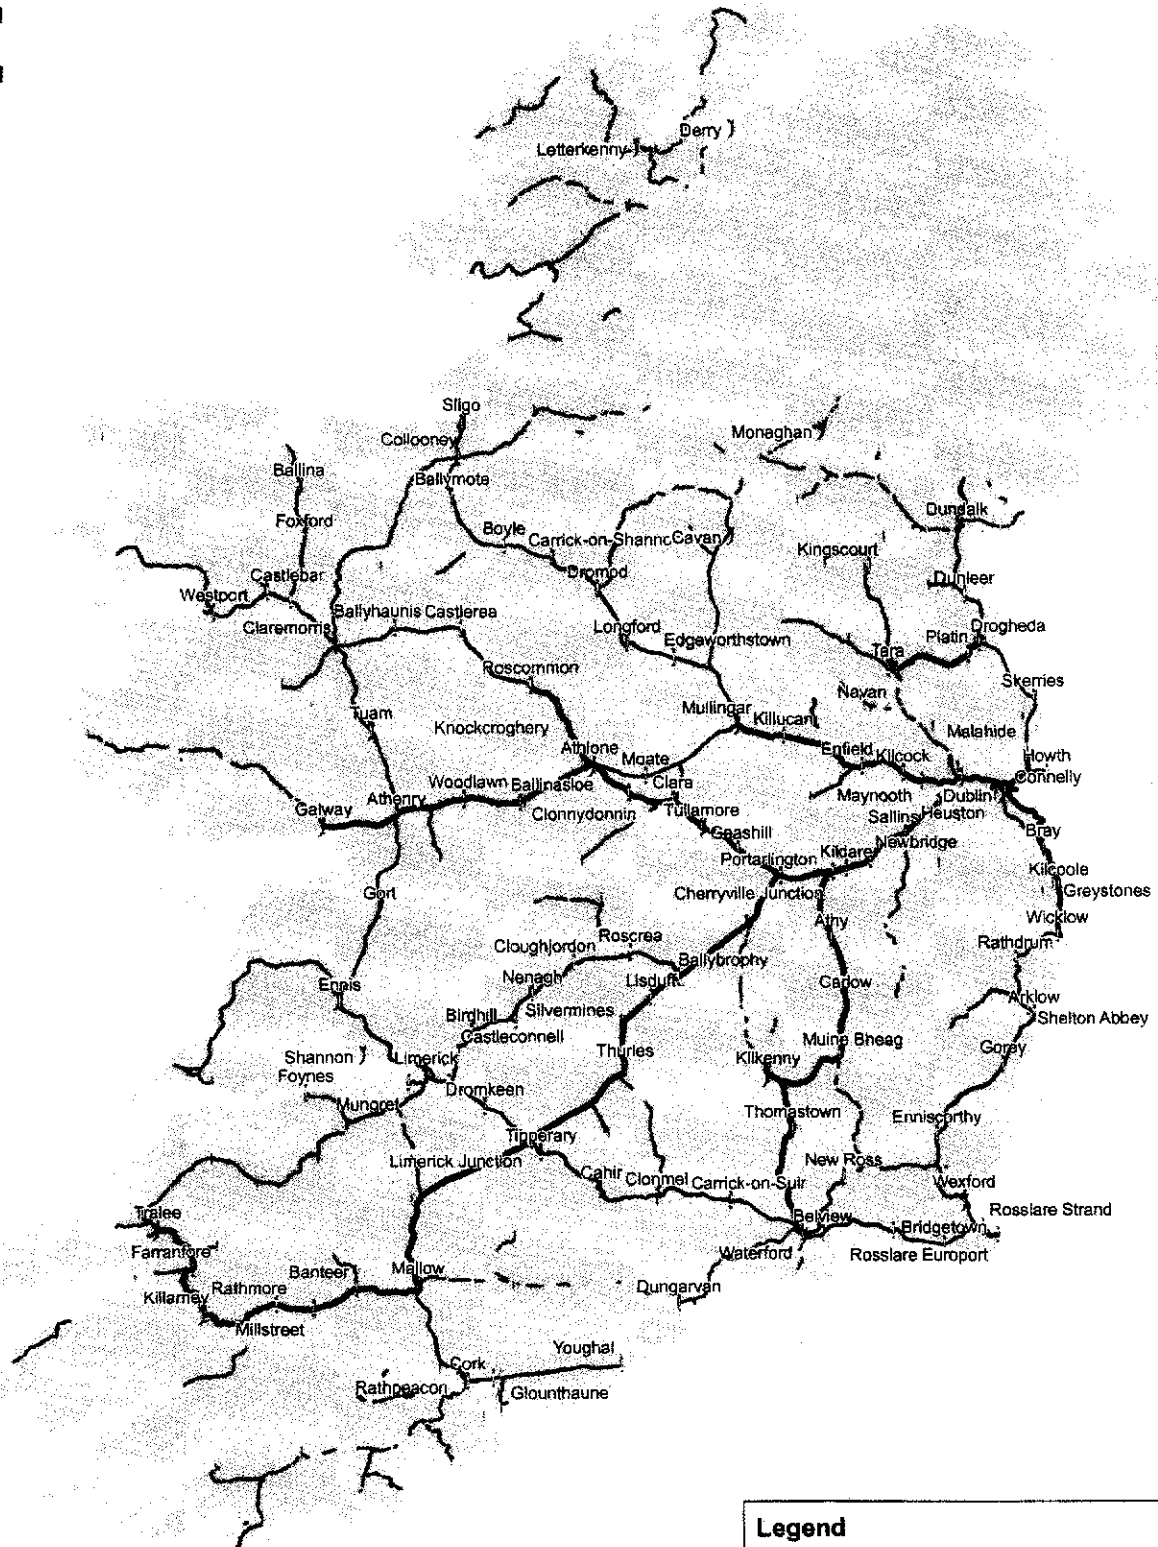 Derry
Letterkenny
Sligo
Collooney
Monaghan
Ballina
Ballymote
Foxford
Boyle
Carrick-on-Shanno
Cavan
Dundalk
Kingscourt
Castlebar
Dromod
Dunleer
Westport
Ballyhaunis
Castlerea
Claremorris
Longford
Edgeworthstown
Platin
Drogheda
Tara
Roscommon
Skerries
Navan
Tuam
Mullingar
Killucan
Knockcroghery
Malahide
Athlone
Moate
Enfield
Kilcock
Howth
Connelly
Woodlawn
Ballinasloe
Clara
Athenry
Maynooth
Dublin
Galway
Clonnydonnin
Tullamore
Sallins
Heuston
Geashill
Bray
Newbridge
Portarlington
Kildare
Kilcpole
Gort
Cherryville Junction
Greystones
Athy
Wicklow
Roscrea
Cloughjordon
Rathdrum
Ballybrophy
Ennis
Nenagh
Lisduff
Carlow
Arklow
Birdhill
Silvermines
Shelton Abbey
Castleconnell
Muine Bheag
Gorey
Shannon
Limerick
Thurles
Kilkenny
Foynes
Dromkeen
Mungret
Thomastown
Enniscorthy
Tipperary
Limerick Junction
New Ross
Cahir
Clonmel
Carrick-on-Suir
Wexford
Tralee
Belview
Rosslare Strand
Bridgetown
Farranfore
Waterford
Rosslare Europort
Banteer
Mallow
Killarney
Rathmore
Dungarvan
Millstreet
Youghal
Cork
Rathpeacon
Glounthaune
Legend